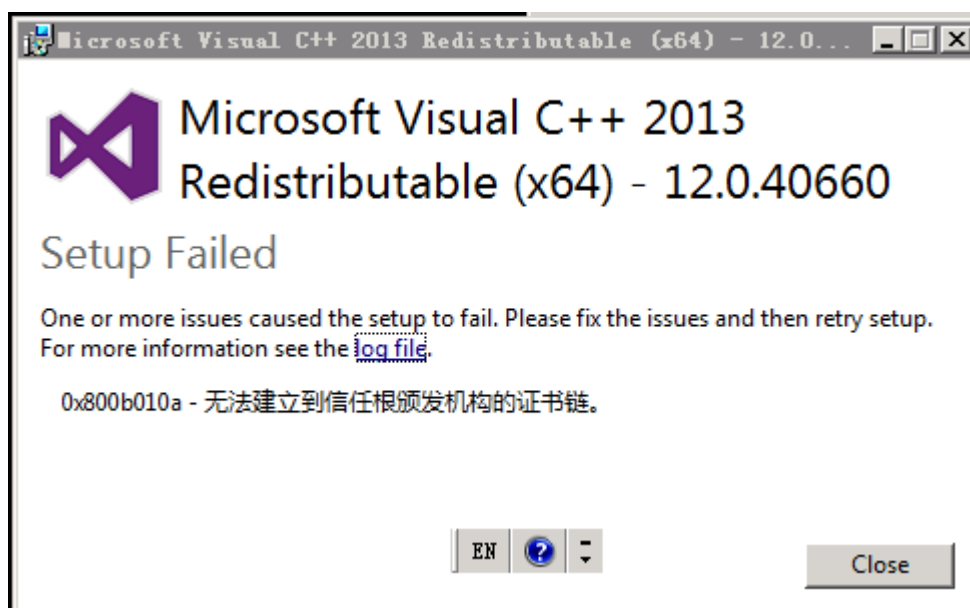 Microsoft Visual C++ 2013 Redistributable (x64) - 12.0...
Microsoft Visual C++ 2013
Redistributable (x64) - 12.0.40660
Setup Failed
One or more issues caused the setup to fail. Please fix the issues and then retry setup.
For more information see the log file.
0x800b010a - 无法建立到信任根颁发机构的证书链。
EN
Close